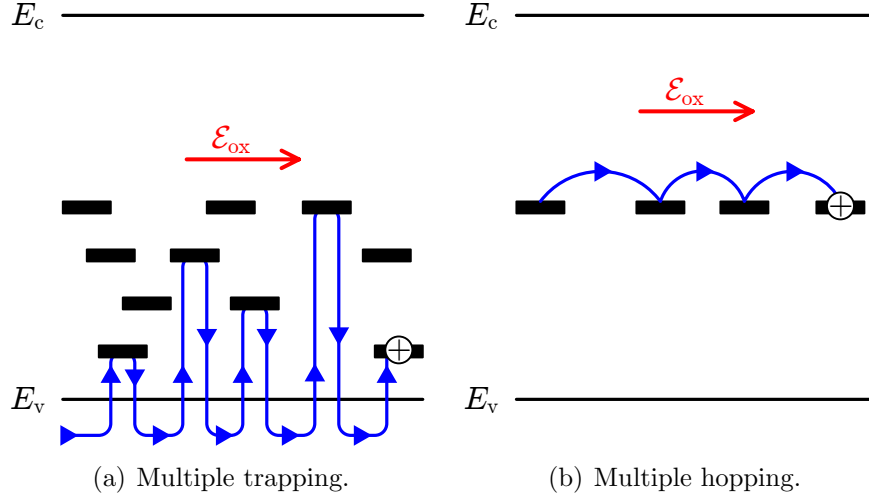 E_c
E_c
ℰ_ox
ℰ_ox
E_v
E_v
(a) Multiple trapping.
(b) Multiple hopping.